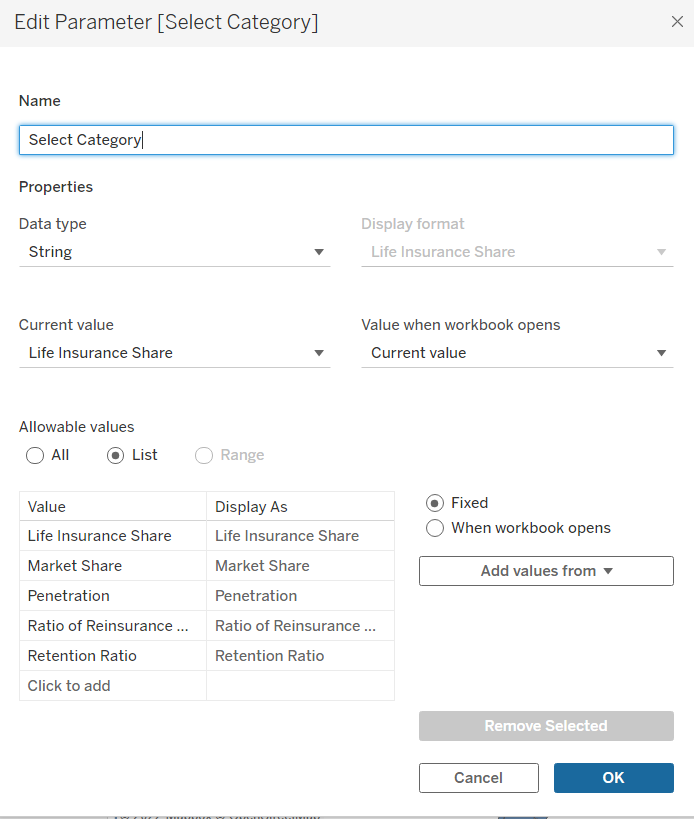 Edit Parameter [Select Category]
Name
Select Category
Properties
Data type Display format
String Life Insurance Share
Current value Value when workbook opens
Life Insurance Share Current value
Allowable values
All List Range
Value Display As
Fixed
Life Insurance Share Life Insurance Share
When workbook opens
Market Share Market Share
Add values from
Penetration Penetration
Ratio of Reinsurance ... Ratio of Reinsurance ...
Retention Ratio Retention Ratio
Click to add
Remove Selected
Cancel OK